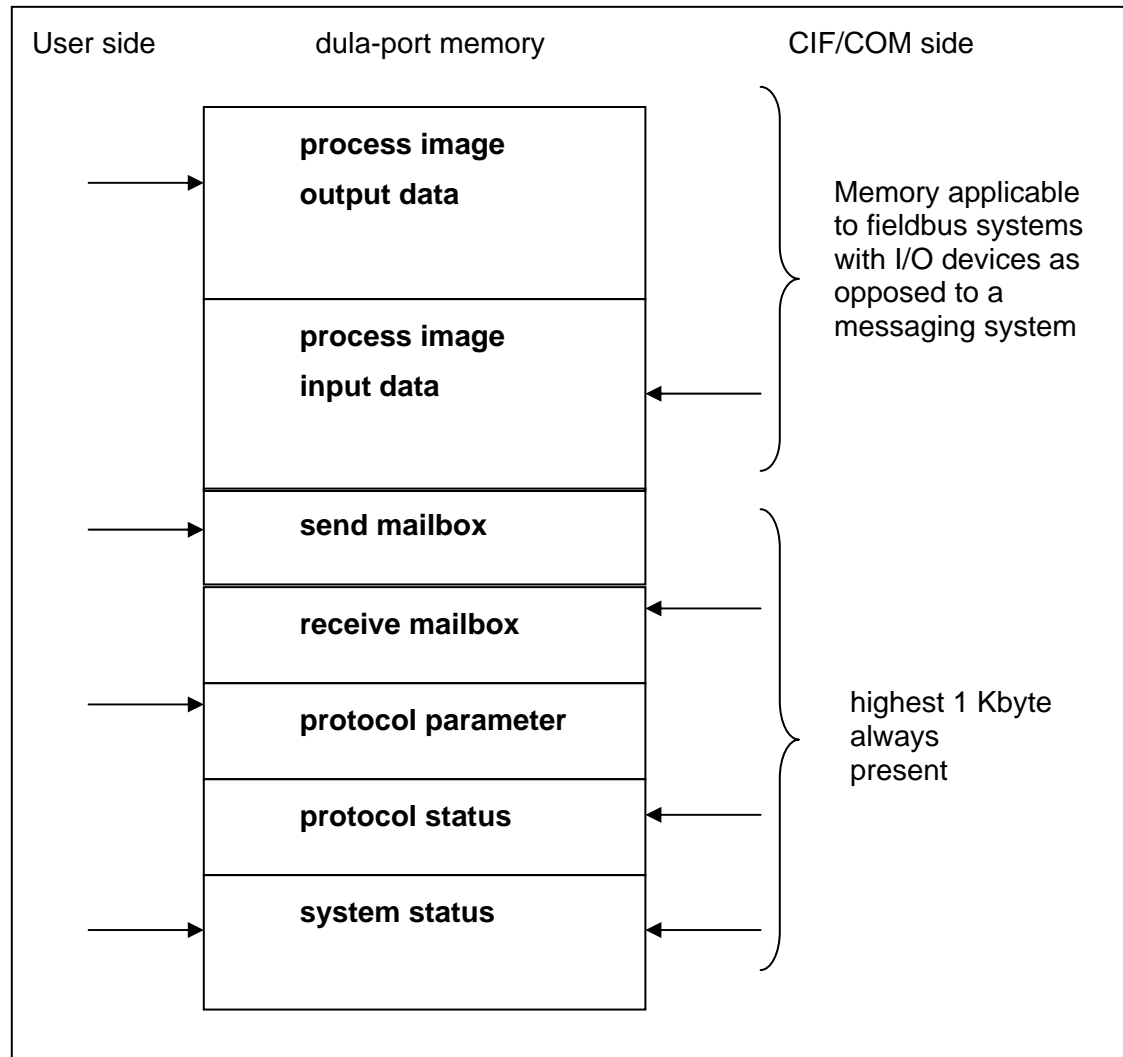 User side dula-port memory CIF/COM side
process image
output data
Memory applicable
to fieldbus systems
with I/O devices as
opposed to a
messaging system
process image
input data
send mailbox
receive mailbox
protocol parameter
highest 1 Kbyte
always
present
protocol status
system status